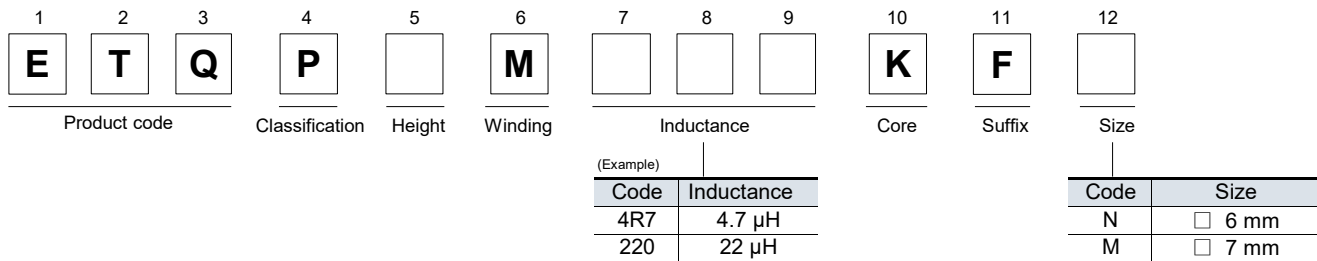 1 2 3 4 5 6 7 8 9 10 11 12
E T Q P M K F
Product code Classification Height Winding Inductance Core Suffix Size
(Example)
Code Inductance Code Size
4R7 4.7 µH N □ 6 mm
220 22 µH M □ 7 mm